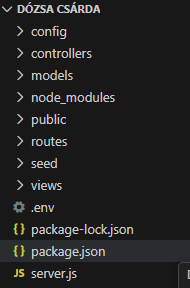 DÓZSA CSÁRDA
config
controllers
models
node_modules
public
routes
seed
views
.env
package-lock.json
package.json
server.js